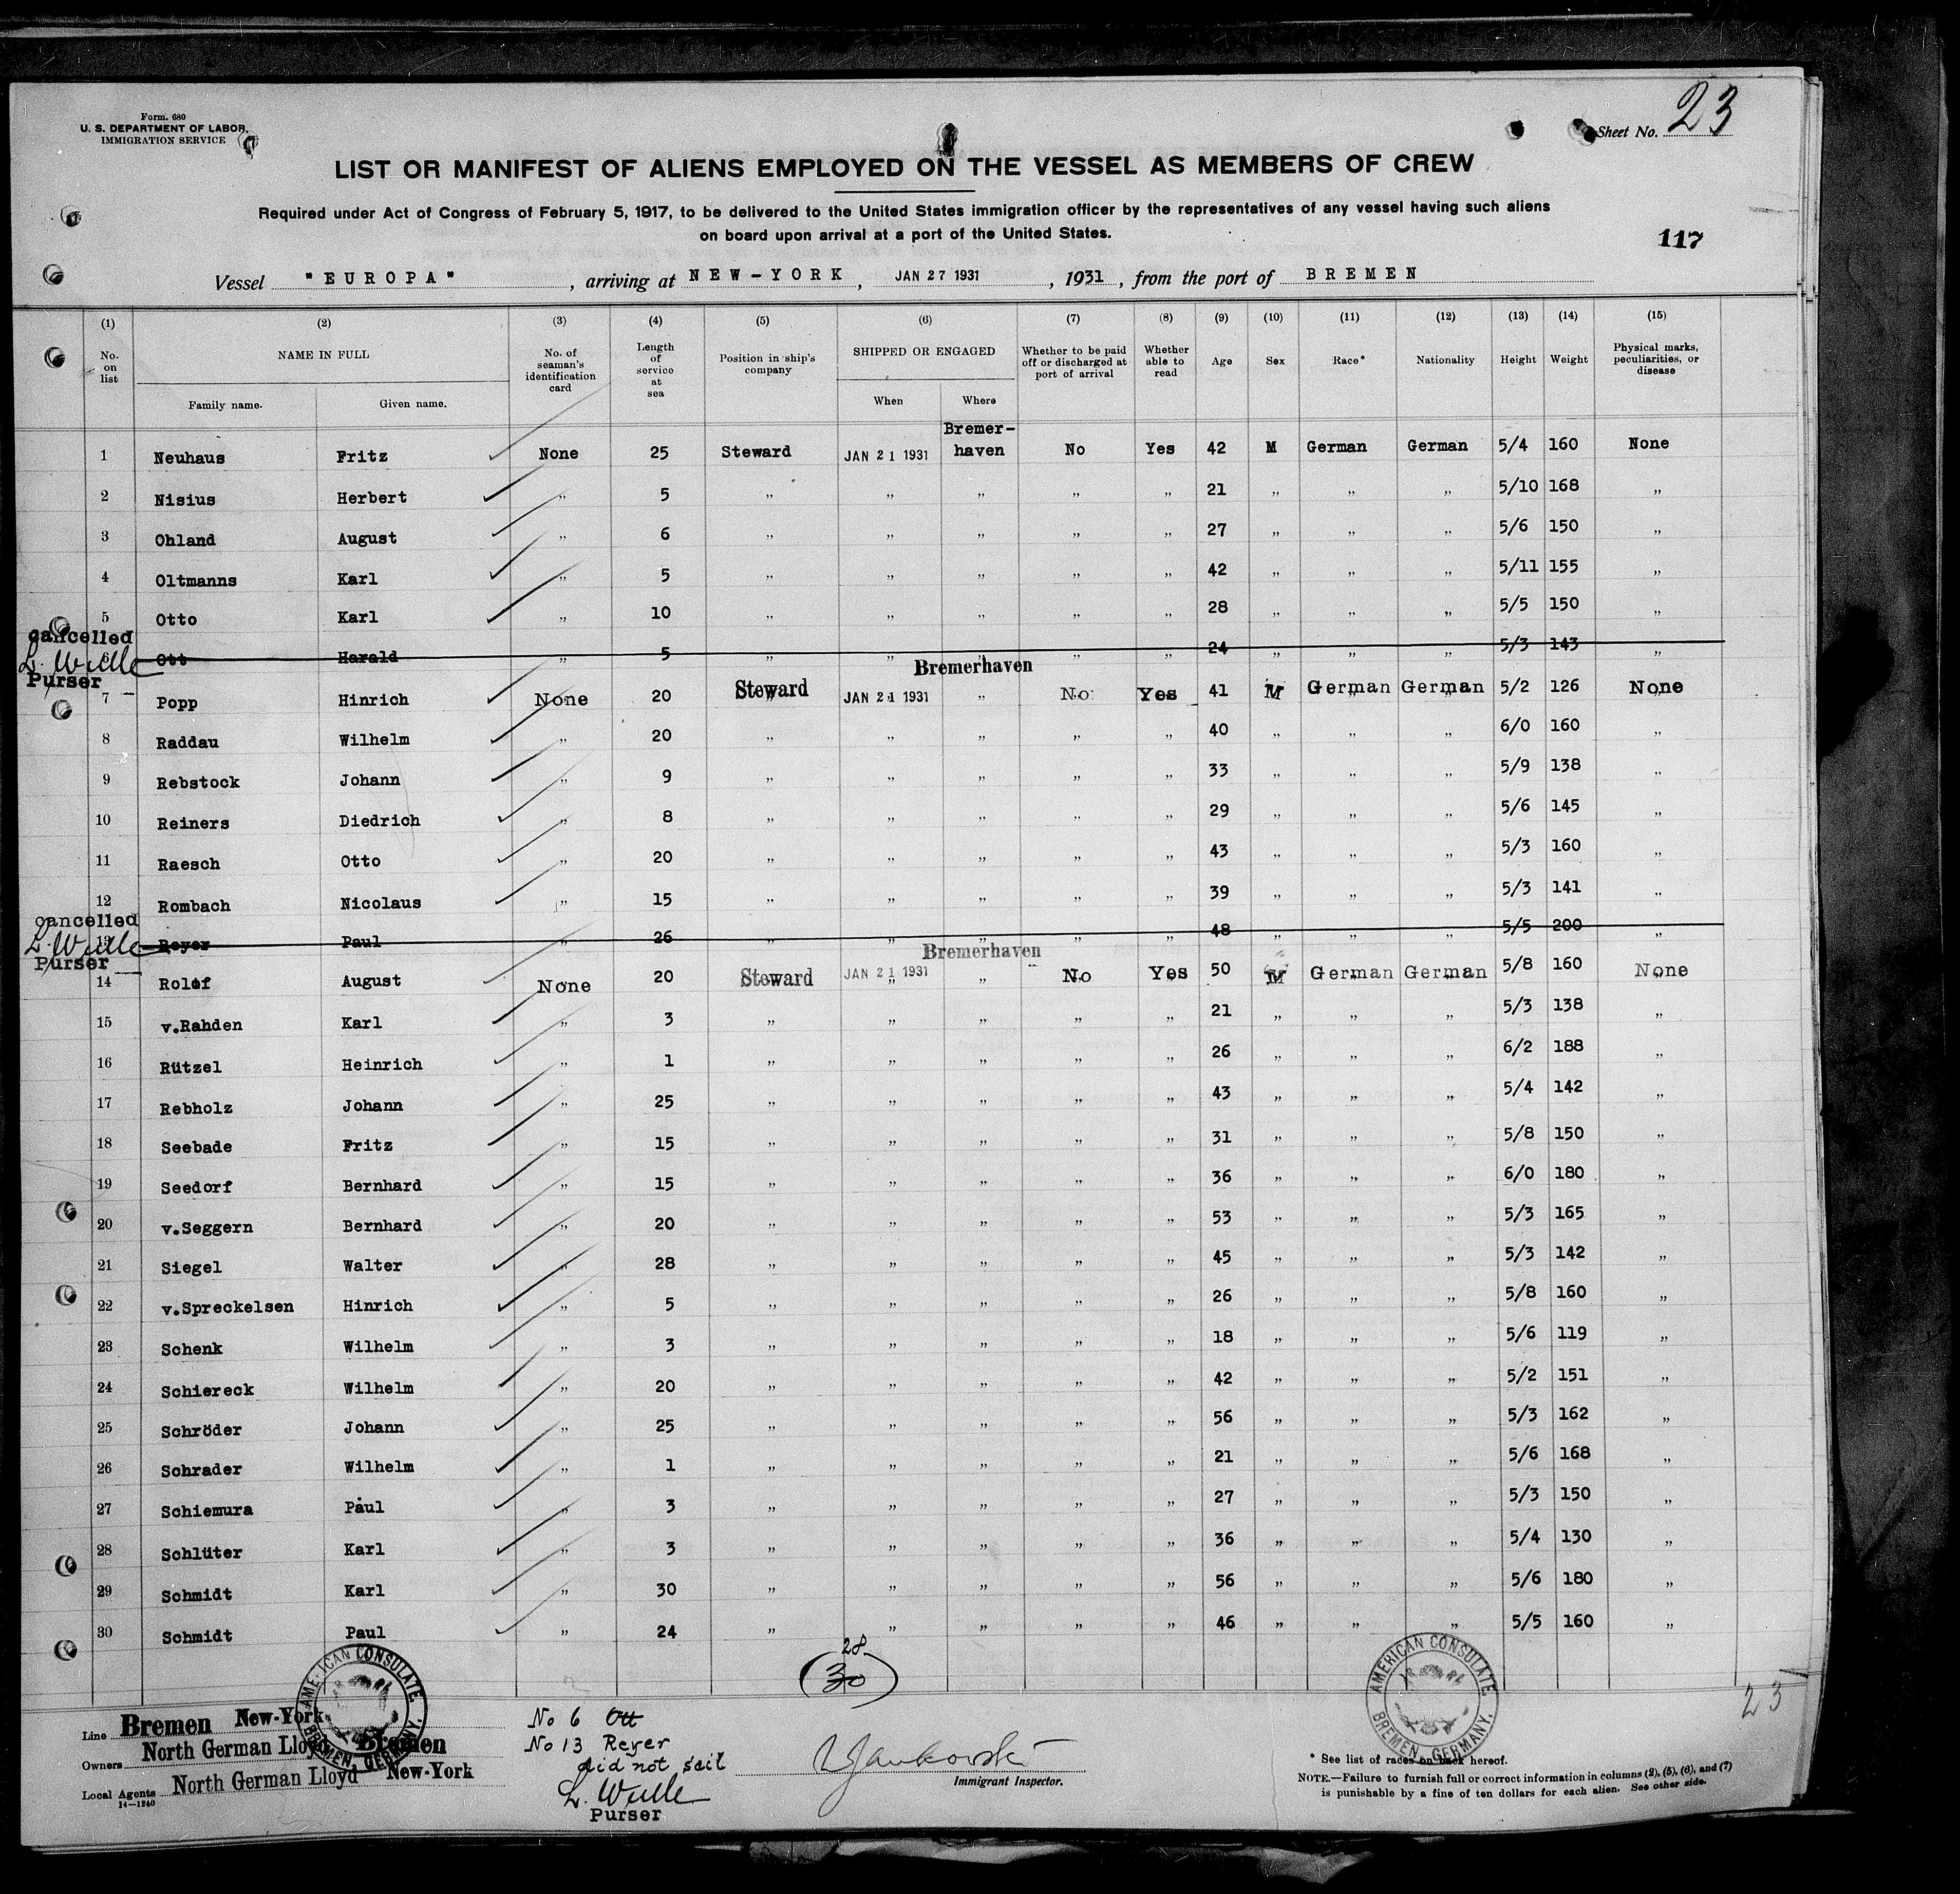 Form. 680
U. S. DEPARTMENT OF LABOR,
IMMIGRATION SERVICE
Sheet No. 23
LIST OR MANIFEST OF ALIENS EMPLOYED ON THE VESSEL AS MEMBERS OF CREW
Required under Act of Congress of February 5, 1917, to be delivered to the United States immigration officer by the representatives of any vessel having such aliens
on board upon arrival at a port of the United States.
117
Vessel "EUROPA", arriving at NEW-YORK, JAN 27 1931, 1931, from the port of BREMEN
(1) (2) (3) (4) (5) (6) (7) (8) (9) (10) (11) (12) (13) (14) (15)
No. on list NAME IN FULL Family name. Given name. No. of seaman's identification card Length of service at sea Position in ship's company SHIPPED OR ENGAGED When Where Whether to be paid off or discharged at port of arrival Whether able to read Age Sex Race* Nationality Height Weight Physical marks, peculiarities, or disease
1 Neuhaus Fritz None 25 Steward JAN 21 1931 Bremer-haven No Yes 42 M German German 5/4 160 None
2 Nisius Herbert „ 5 „ „ „ „ „ 21 „ „ „ 5/10 168 „
3 Ohland August „ 6 „ „ „ „ „ 27 „ „ „ 5/6 150 „
4 Oltmanns Karl „ 5 „ „ „ „ „ 42 „ „ „ 5/11 155 „
5 Otto Karl „ 10 „ „ „ „ „ 28 „ „ „ 5/5 150 „
cancelled
L. Wulle
Purser
6 Ott Harald „ 5 „ „ „ „ „ 24 „ „ „ 5/3 143 „
Bremerhaven
7 Popp Hinrich None 20 Steward JAN 21 1931 „ No Yes 41 M German German 5/2 126 None
8 Raddau Wilhelm „ 20 „ „ „ „ „ 40 „ „ „ 6/0 160 „
9 Rebstock Johann „ 9 „ „ „ „ „ 33 „ „ „ 5/9 138 „
10 Reiners Diedrich „ 8 „ „ „ „ „ 29 „ „ „ 5/6 145 „
11 Raesch Otto „ 20 „ „ „ „ „ 43 „ „ „ 5/3 160 „
12 Rombach Nicolaus „ 15 „ „ „ „ „ 39 „ „ „ 5/3 141 „
cancelled
L. Wulle
Purser
13 Reyer Paul „ 26 „ „ „ „ „ 48 „ „ „ 5/5 200 „
Bremerhaven
14 Rolef August None 20 Steward JAN 21 1931 „ No Yes 50 M German German 5/8 160 None
15 v.Rahden Karl „ 3 „ „ „ „ „ 21 „ „ „ 5/3 138 „
16 Rützel Heinrich „ 1 „ „ „ „ „ 26 „ „ „ 6/2 188 „
17 Rebholz Johann „ 25 „ „ „ „ „ 43 „ „ „ 5/4 142 „
18 Seebade Fritz „ 15 „ „ „ „ „ 31 „ „ „ 5/8 150 „
19 Seedorf Bernhard „ 15 „ „ „ „ „ 36 „ „ „ 6/0 180 „
20 v.Seggern Bernhard „ 20 „ „ „ „ „ 53 „ „ „ 5/3 165 „
21 Siegel Walter „ 28 „ „ „ „ „ 45 „ „ „ 5/3 142 „
22 v.Spreckelsen Hinrich „ 5 „ „ „ „ „ 26 „ „ „ 5/8 160 „
23 Schenk Wilhelm „ 3 „ „ „ „ „ 18 „ „ „ 5/6 119 „
24 Schiereck Wilhelm „ 20 „ „ „ „ „ 42 „ „ „ 5/2 151 „
25 Schröder Johann „ 25 „ „ „ „ „ 56 „ „ „ 5/3 162 „
26 Schrader Wilhelm „ 1 „ „ „ „ „ 21 „ „ „ 5/6 168 „
27 Schiemura Paul „ 3 „ „ „ „ „ 27 „ „ „ 5/3 150 „
28 Schlüter Karl „ 3 „ „ „ „ „ 36 „ „ „ 5/4 130 „
29 Schmidt Karl „ 30 „ „ „ „ „ 56 „ „ „ 5/6 180 „
30 Schmidt Paul „ 24 „ „ „ „ „ 46 „ „ „ 5/5 160 „
28
(30)
AMERICAN CONSULATE BREMEN, GERMANY.
AMERICAN CONSULATE BREMEN, GERMANY.
23
Line Bremen New-York
Owners North German Lloyd Bremen
Local Agents North German Lloyd New-York
14-1240
No 6 Ott
No 13 Reyer
did not sail
L. Wulle
Purser
Yankowski
Immigrant Inspector.
* See list of races on back hereof.
NOTE.—Failure to furnish full or correct information in columns (2), (5), (6), and (7)
is punishable by a fine of ten dollars for each alien. See other side.